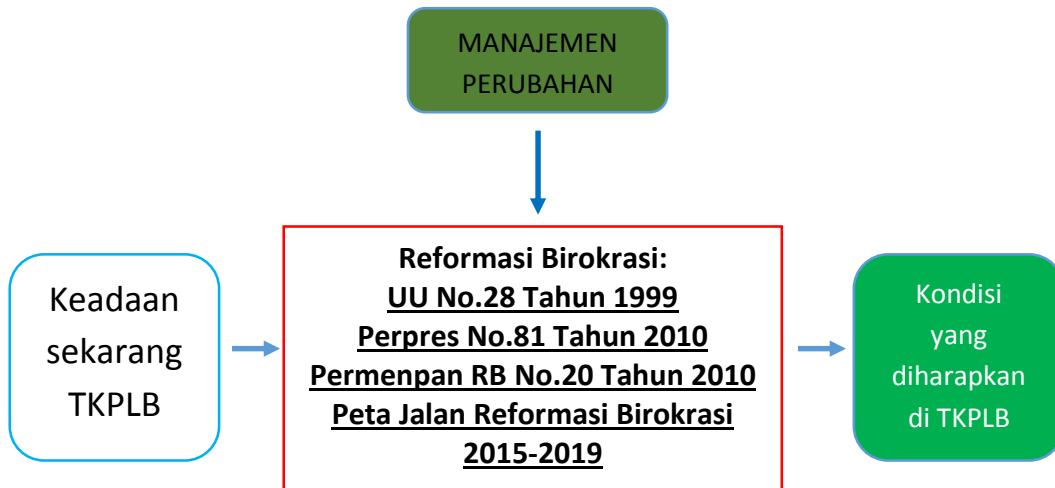 MANAJEMEN
PERUBAHAN
Keadaan
sekarang
TKPLB
Reformasi Birokrasi:
UU No.28 Tahun 1999
Perpres No.81 Tahun 2010
Permenpan RB No.20 Tahun 2010
Peta Jalan Reformasi Birokrasi
2015-2019
Kondisi
yang
diharapkan
di TKPLB